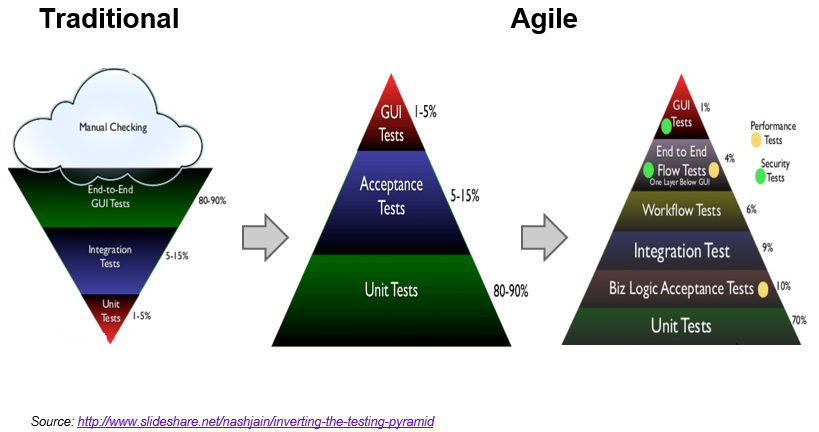 Traditional
Agile
Manual Checking
End-to-End
GUI Tests
80-90%
Integration
Tests
5-15%
Unit
Tests
1-5%
GUI
Tests
1-5%
Acceptance
Tests
5-15%
Unit Tests
80-90%
GUI
Tests
1%
Performance
Tests
Security
Tests
End to End
Flow Tests
One Layer Below GUI
4%
Workflow Tests
6%
Integration Test
9%
Biz Logic Acceptance Tests
10%
Unit Tests
70%
Source: http://www.slideshare.net/nashjain/inverting-the-testing-pyramid